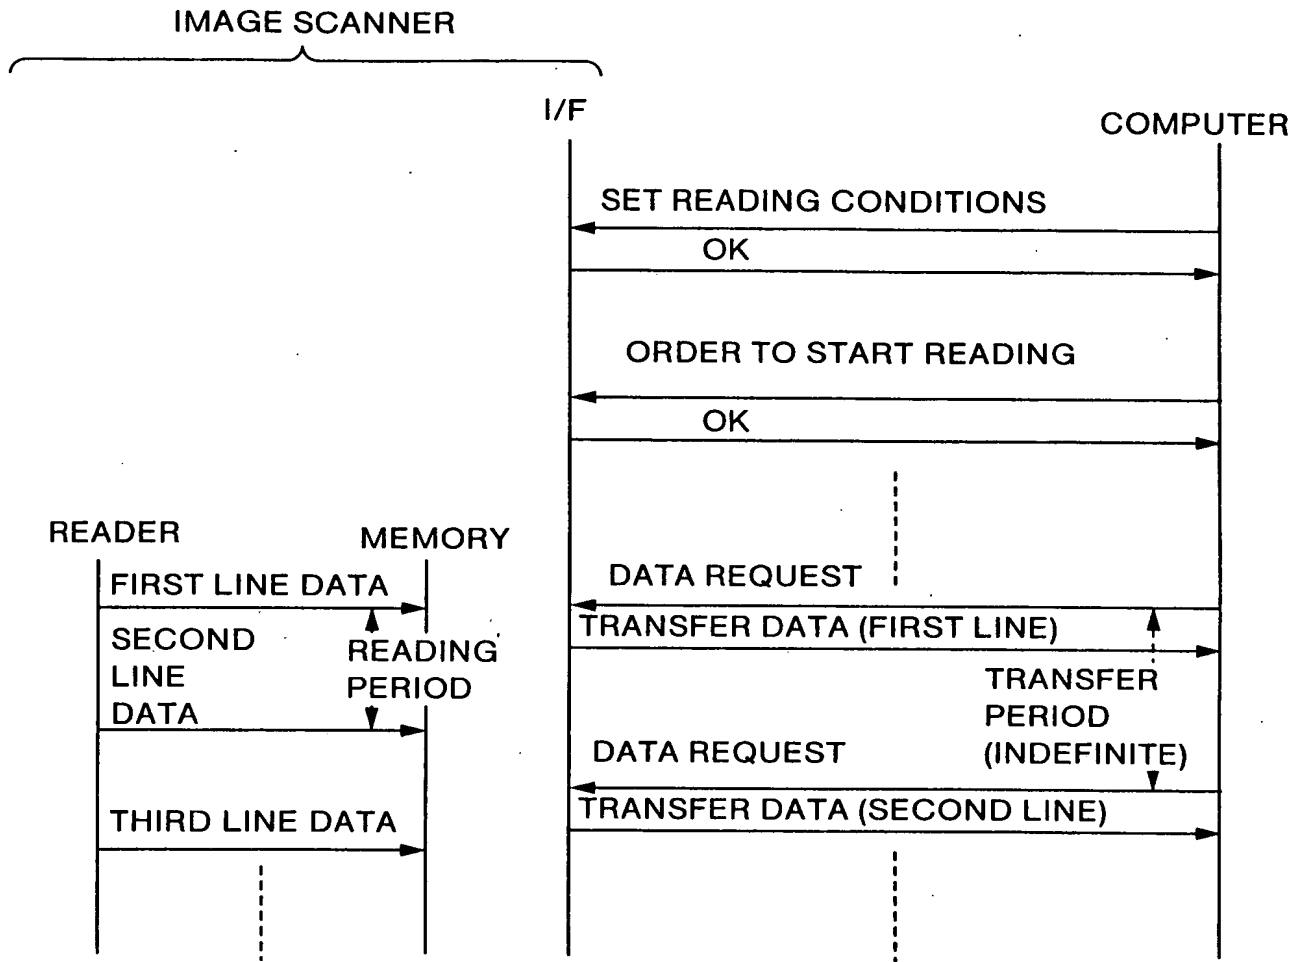 IMAGE SCANNER
I/F
COMPUTER
SET READING CONDITIONS
OK
ORDER TO START READING
OK
READER
MEMORY
FIRST LINE DATA
DATA REQUEST
TRANSFER DATA (FIRST LINE)
SECOND
LINE
DATA
READING
PERIOD
TRANSFER
PERIOD
(INDEFINITE)
DATA REQUEST
TRANSFER DATA (SECOND LINE)
THIRD LINE DATA